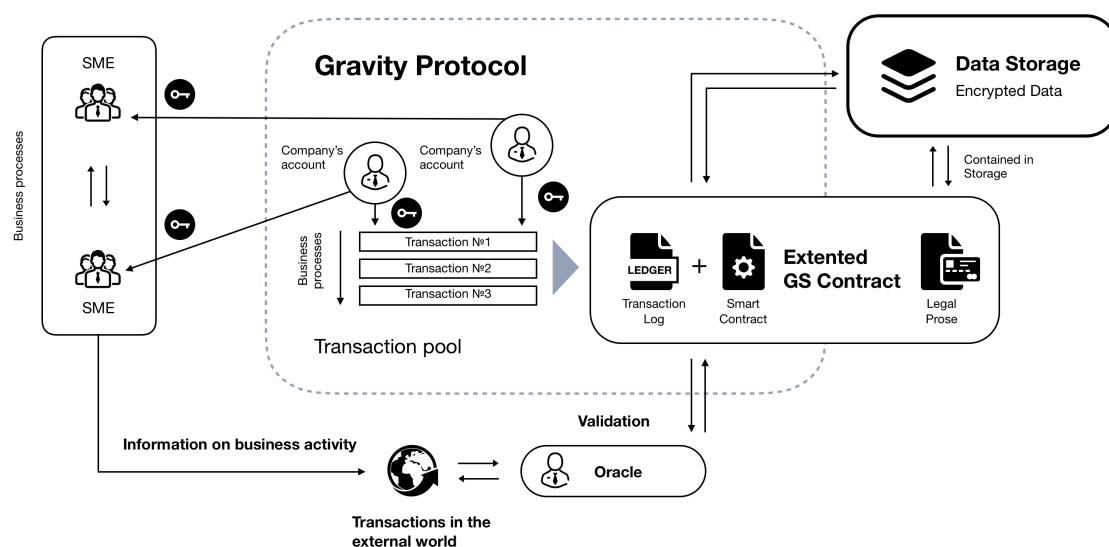 SME
Business processes
SME
Gravity Protocol
Company's
account
Company's
account
Business
processes
Transaction №1
Transaction №2
Transaction №3
Transaction pool
Data Storage
Encrypted Data
Contained in
Storage
LEDGER
+
Extented
GS Contract
Transaction
Log
Smart
Contract
Legal
Prose
Validation
Information on business activity
Oracle
Transactions in the
external world